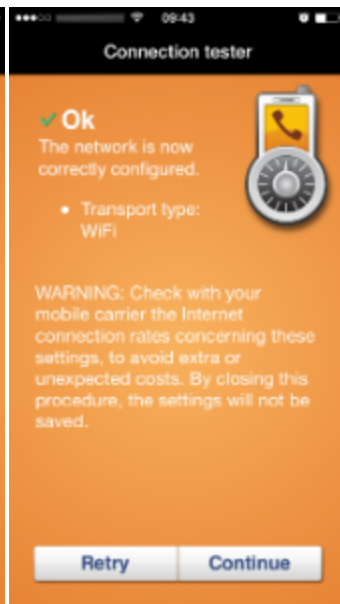 09:43
Connection tester
Ok
The network is now
correctly configured.
• Transport type:
WiFi
WARNING: Check with your
mobile carrier the Internet
connection rates concerning these
settings, to avoid extra or
unexpected costs. By closing this
procedure, the settings will not be
saved.
Retry Continue